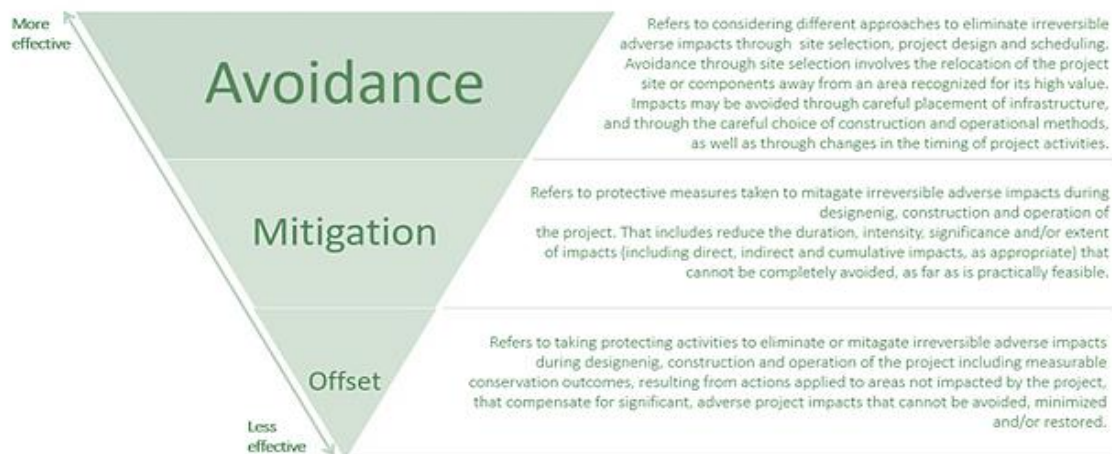 More
effective
Avoidance
Refers to considering different approaches to eliminate irreversible
adverse impacts through site selection, project design and scheduling.
Avoidance through site selection involves the relocation of the project
site or components away from an area recognized for its high value.
Impacts may be avoided through careful placement of infrastructure,
and through the careful choice of construction and operational methods,
as well as through changes in the timing of project activities.
Mitigation
Refers to protective measures taken to mitagate irreversible adverse impacts during
designenig, construction and operation of
the project. That includes reduce the duration, intensity, significance and/or extent
of impacts (including direct, indirect and cumulative impacts, as appropriate) that
cannot be completely avoided, as far as is practically feasible.
Offset
Refers to taking protecting activities to eliminate or mitagate irreversible adverse impacts
during designenig, construction and operation of the project including measurable
conservation outcomes, resulting from actions applied to areas not impacted by the project,
that compensate for significant, adverse project impacts that cannot be avoided, minimized
and/or restored.
Less
effective